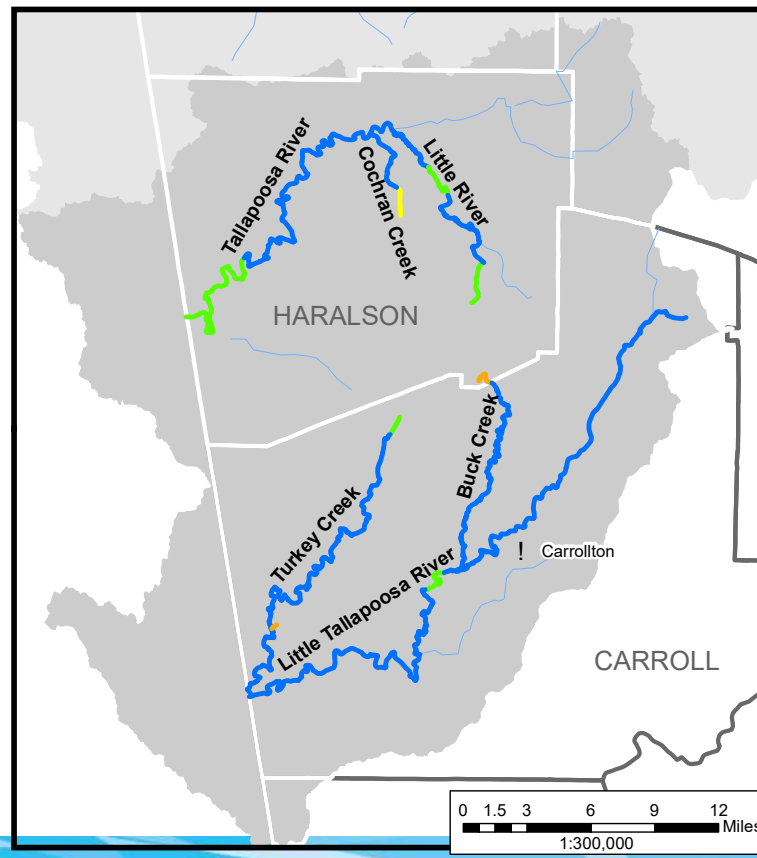 Tallapoosa River
Cochran Creek
Little River
HARALSON
Buck Creek
Turkey Creek
Little Tallapoosa River
! Carrollton
CARROLL
0 1.5 3 6 9 12
Miles
1:300,000